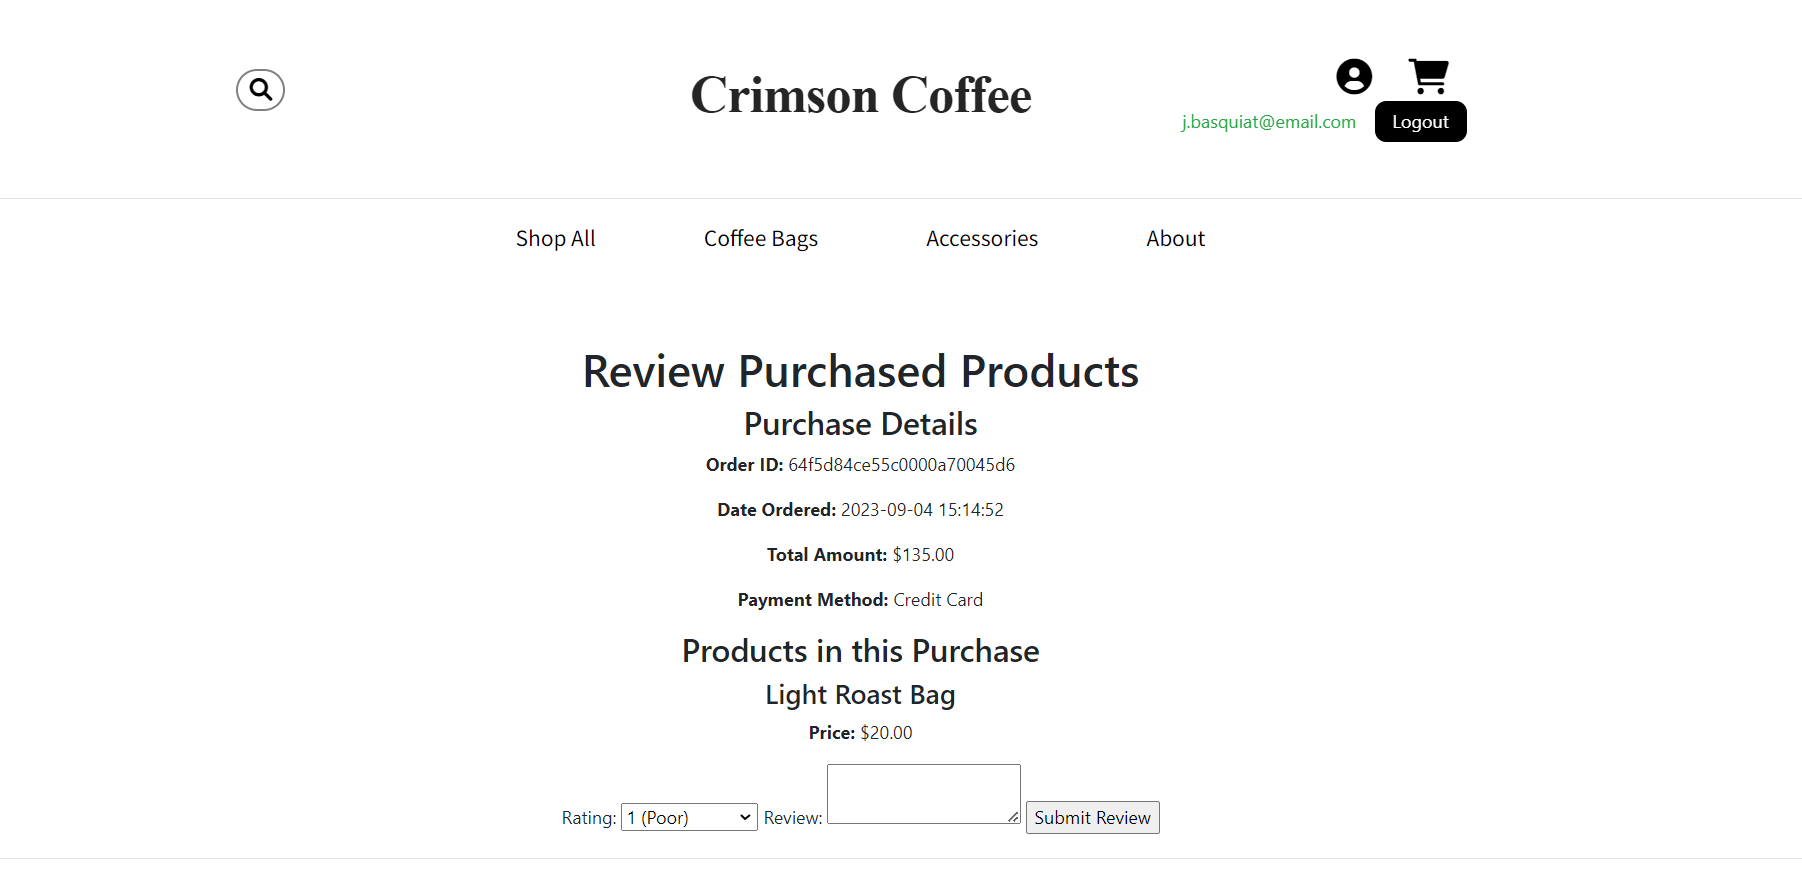 Crimson Coffee
j.basquiat@email.com Logout
Shop All Coffee Bags Accessories About
Review Purchased Products
Purchase Details
Order ID: 64f5d84ce55c0000a70045d6
Date Ordered: 2023-09-04 15:14:52
Total Amount: $135.00
Payment Method: Credit Card
Products in this Purchase
Light Roast Bag
Price: $20.00
Rating: 1 (Poor) Review: Submit Review